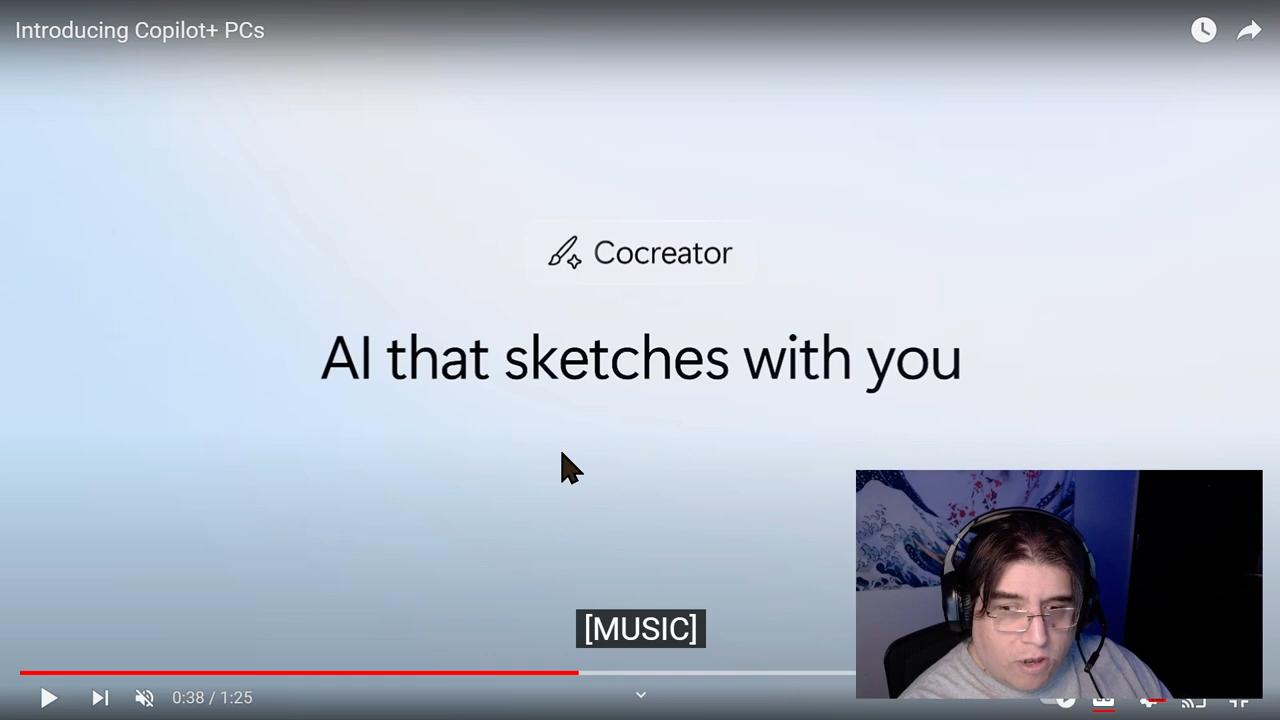 Introducing Copilot+ PCs
Cocreator
AI that sketches with you
[MUSIC]
0:38 / 1:25